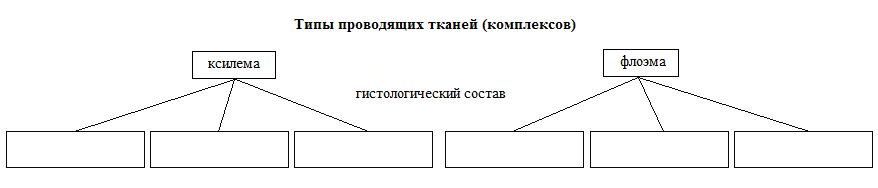 Типы проводящих тканей (комплексов)
ксилема
флоэма
гистологический состав